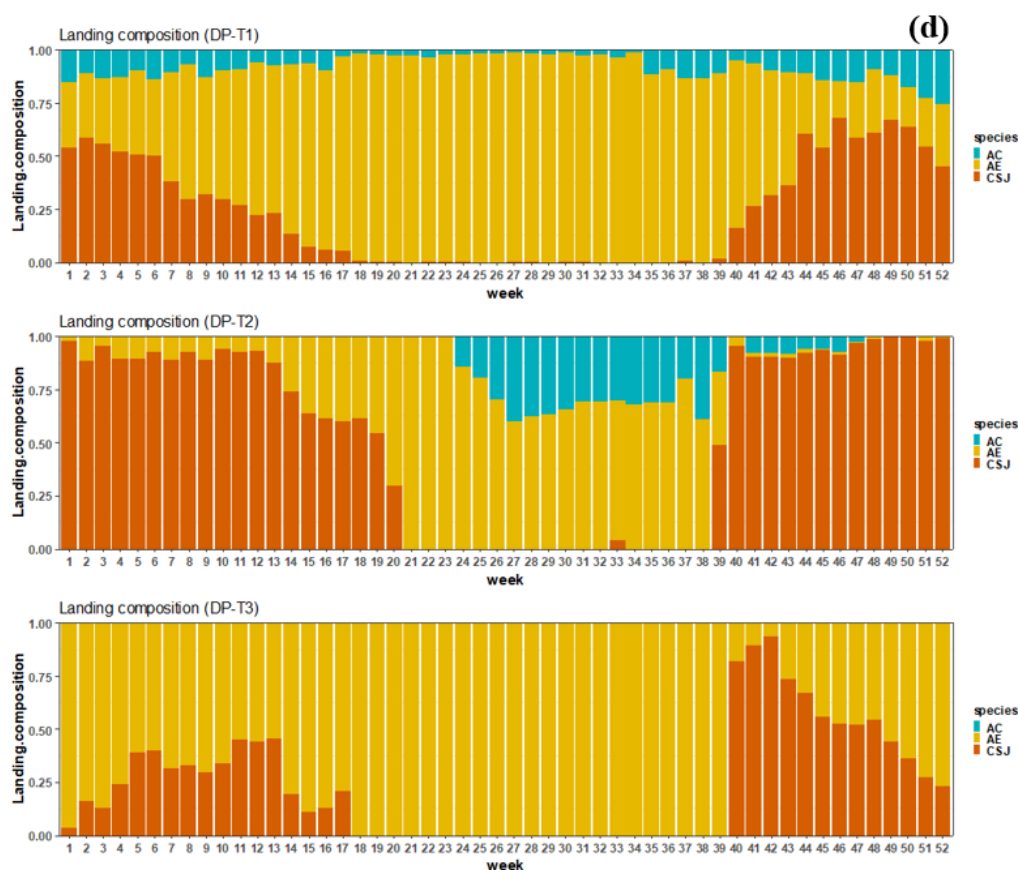 (d)
Landing composition (DP-T1)
Landing.composition
1.00
0.75
0.50
0.25
0.00
1 2 3 4 5 6 7 8 9 10 11 12 13 14 15 16 17 18 19 20 21 22 23 24 25 26 27 28 29 30 31 32 33 34 35 36 37 38 39 40 41 42 43 44 45 46 47 48 49 50 51 52
week
species
AC
AE
CSJ
Landing composition (DP-T2)
Landing.composition
1.00
0.75
0.50
0.25
0.00
1 2 3 4 5 6 7 8 9 10 11 12 13 14 15 16 17 18 19 20 21 22 23 24 25 26 27 28 29 30 31 32 33 34 35 36 37 38 39 40 41 42 43 44 45 46 47 48 49 50 51 52
week
species
AC
AE
CSJ
Landing composition (DP-T3)
Landing.composition
1.00
0.75
0.50
0.25
0.00
1 2 3 4 5 6 7 8 9 10 11 12 13 14 15 16 17 18 19 20 21 22 23 24 25 26 27 28 29 30 31 32 33 34 35 36 37 38 39 40 41 42 43 44 45 46 47 48 49 50 51 52
week
species
AC
AE
CSJ